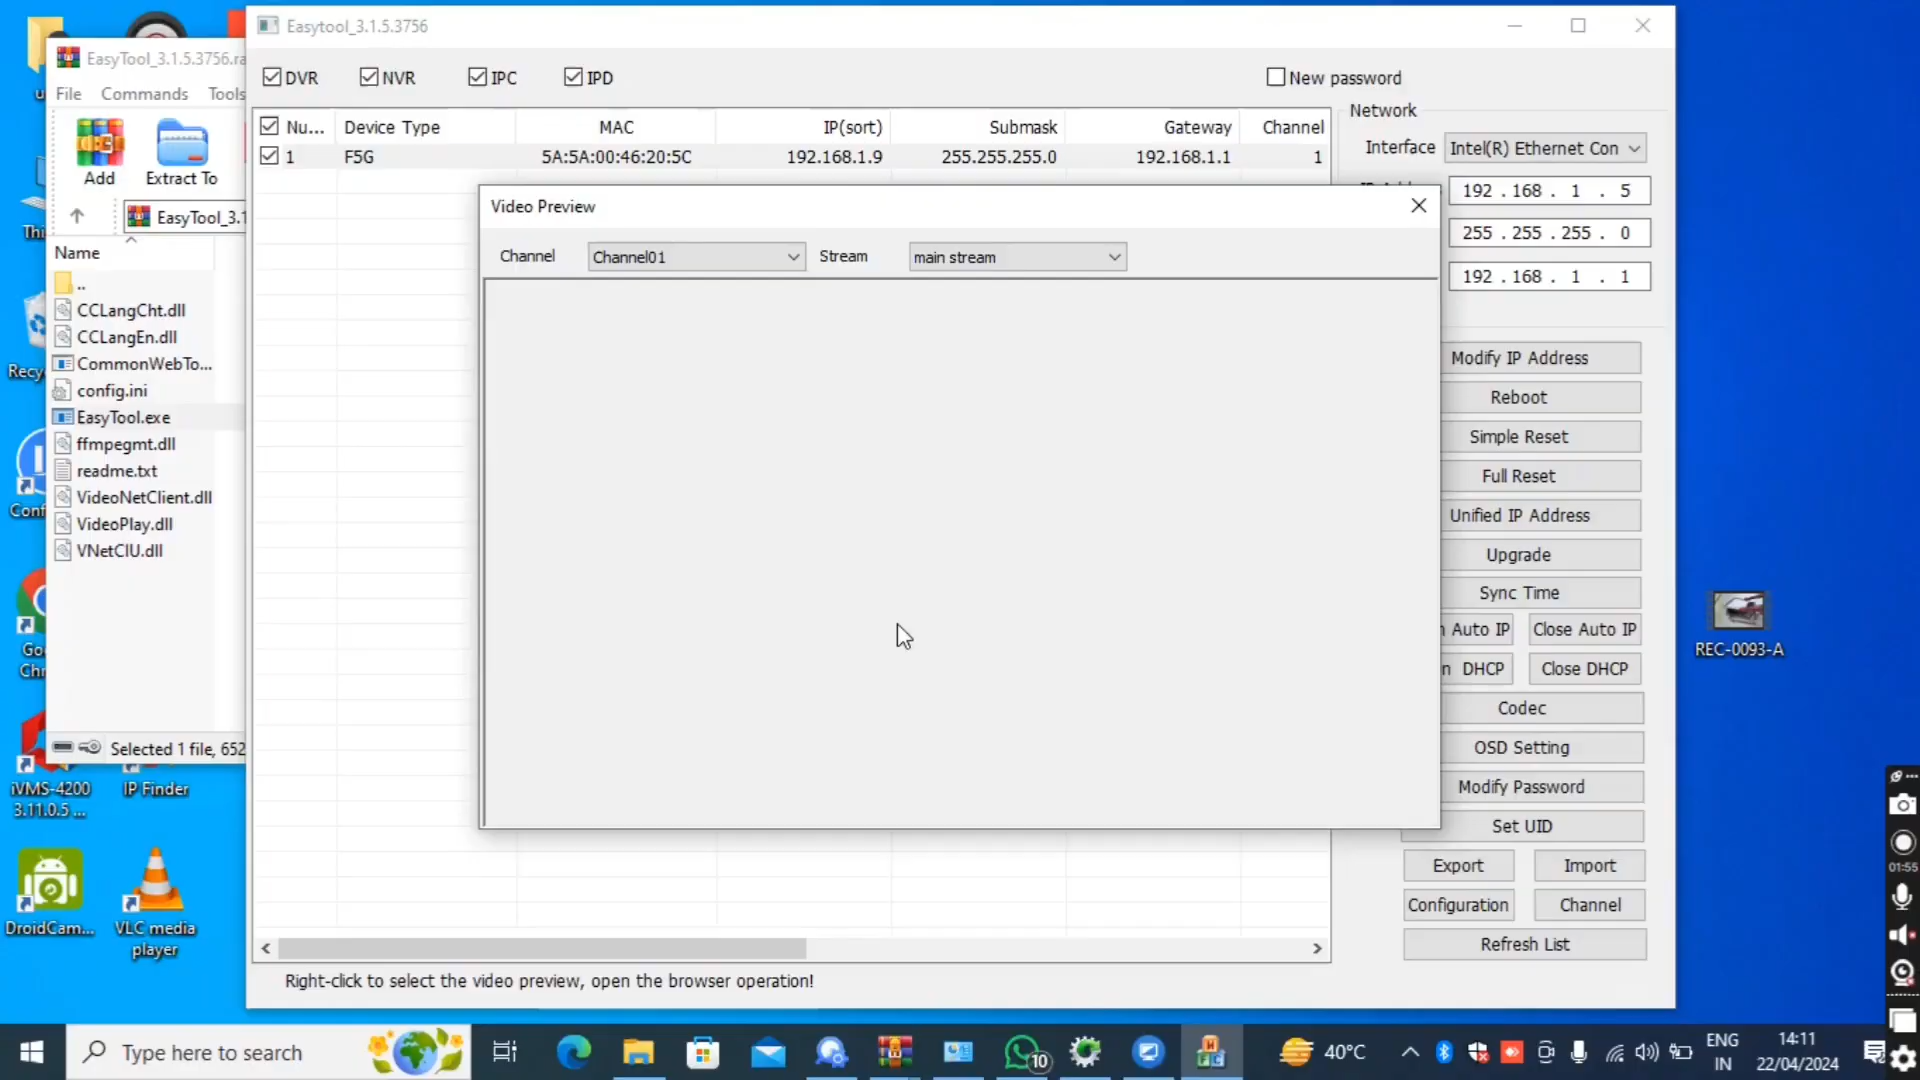 Easytool_3.1.5.3756
EasyTool_3.1.5.3756.ra
File Commands Tools
Add Extract To
EasyTool_3.1
Name
..
CCLangCht.dll
CCLangEn.dll
CommonWebTo...
config.ini
EasyTool.exe
ffmpegmt.dll
readme.txt
VideoNetClient.dll
VideoPlay.dll
VNetClU.dll
Selected 1 file, 652
DVR NVR IPC IPD
New password
Nu... Device Type MAC IP(sort) Submask Gateway Channel
1 F5G 5A:5A:00:46:20:5C 192.168.1.9 255.255.255.0 192.168.1.1 1
Video Preview
Channel Channel01 Stream main stream
Network
Interface Intel(R) Ethernet Con
192 . 168 . 1 . 5
255 . 255 . 255 . 0
192 . 168 . 1 . 1
Modify IP Address
Reboot
Simple Reset
Full Reset
Unified IP Address
Upgrade
Sync Time
Auto IP Close Auto IP
DHCP Close DHCP
Codec
OSD Setting
Modify Password
Set UID
Export Import
Configuration Channel
Refresh List
Right-click to select the video preview, open the browser operation!
Thi
Recy
Conf
Go
Chr
iVMS-4200
3.11.0.5 ...
IP Finder
DroidCam...
VLC media
player
REC-0093-A
01:55
Type here to search
10
40°C
ENG
IN
14:11
22/04/2024